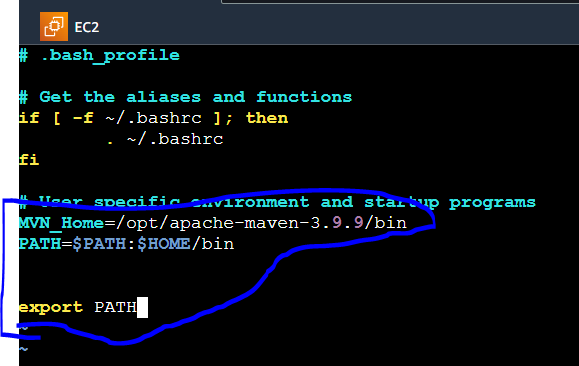 EC2
# .bash_profile
# Get the aliases and functions
if [ -f ~/.bashrc ]; then
. ~/.bashrc
fi
# User specific environment and startup programs
MVN_Home=/opt/apache-maven-3.9.9/bin
PATH=$PATH:$HOME/bin
export PATH
~
~